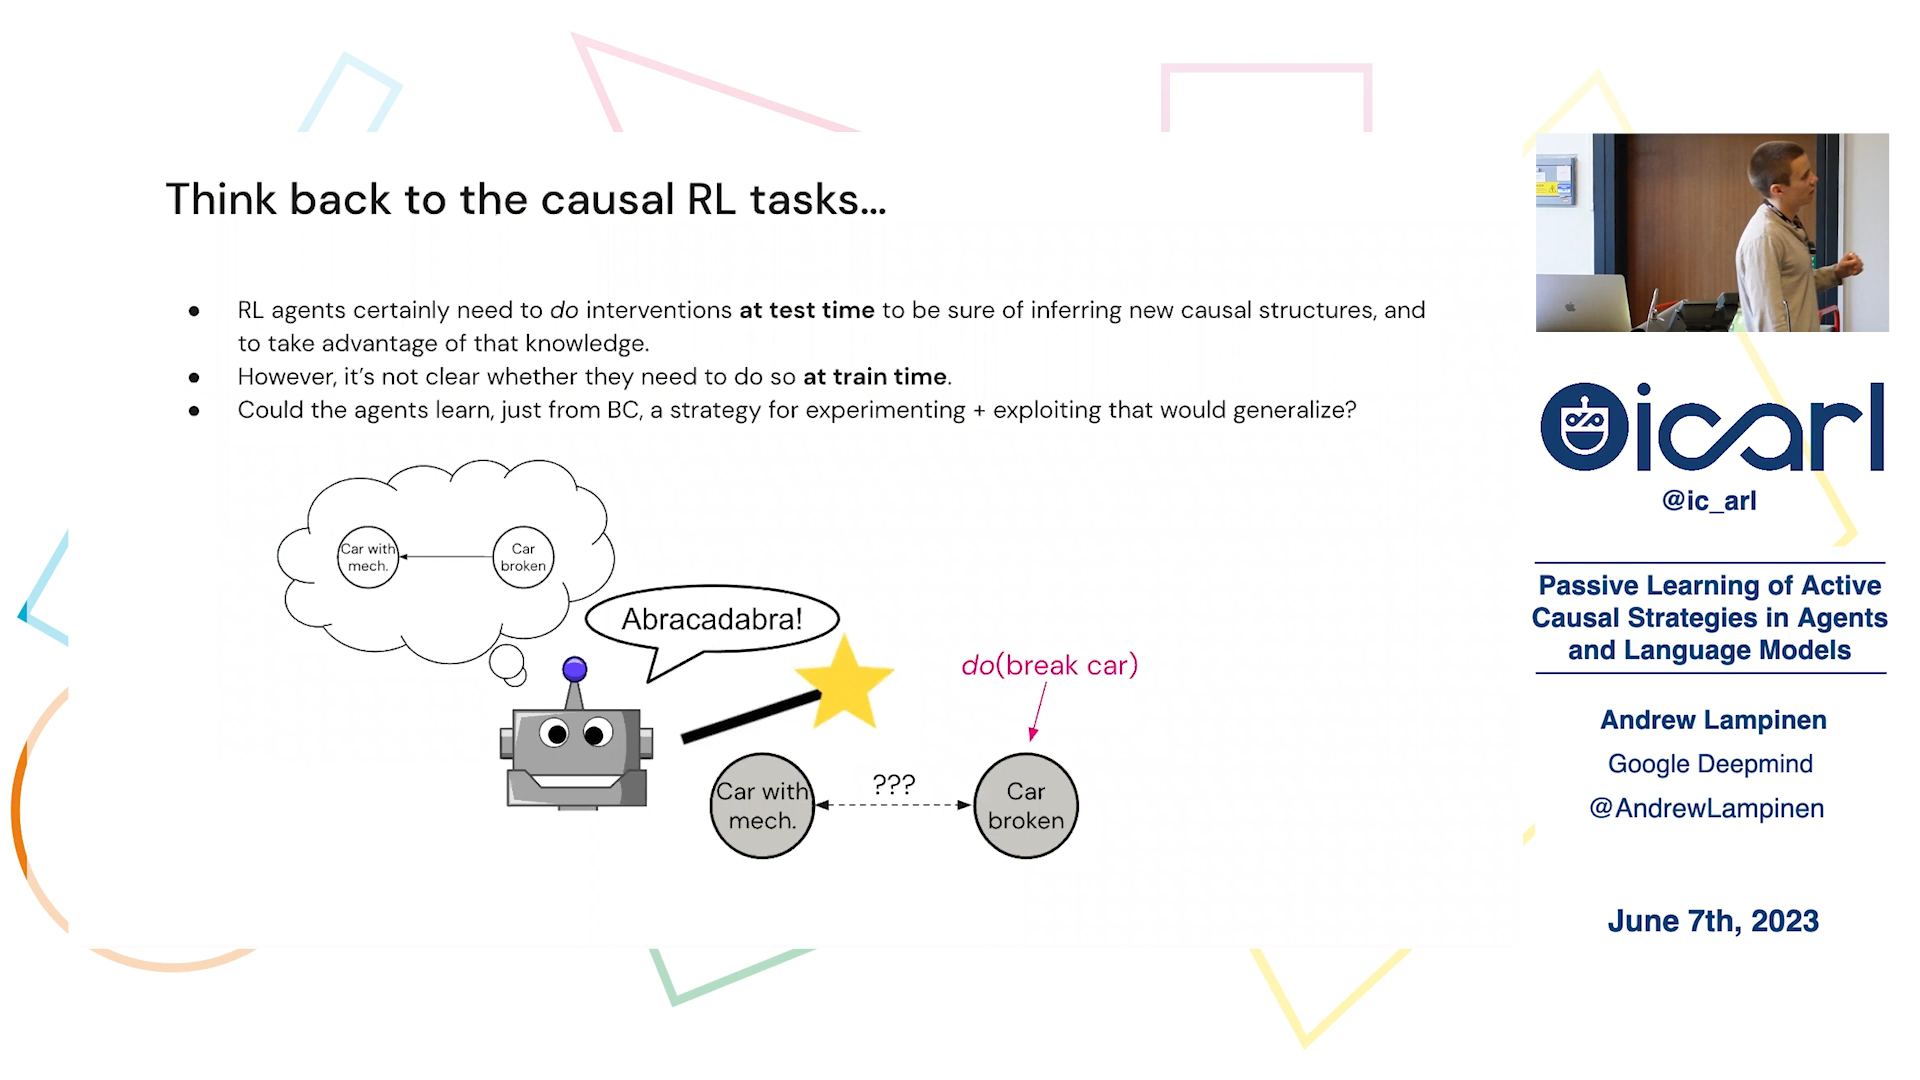 Think back to the causal RL tasks...
● RL agents certainly need to do interventions at test time to be sure of inferring new causal structures, and
to take advantage of that knowledge.
● However, it's not clear whether they need to do so at train time.
● Could the agents learn, just from BC, a strategy for experimenting + exploiting that would generalize?
Car with
mech.
Car
broken
Abracadabra!
do(break car)
Car with
mech.
???
Car
broken
icarl
@ic_arl
Passive Learning of Active
Causal Strategies in Agents
and Language Models
Andrew Lampinen
Google Deepmind
@AndrewLampinen
June 7th, 2023